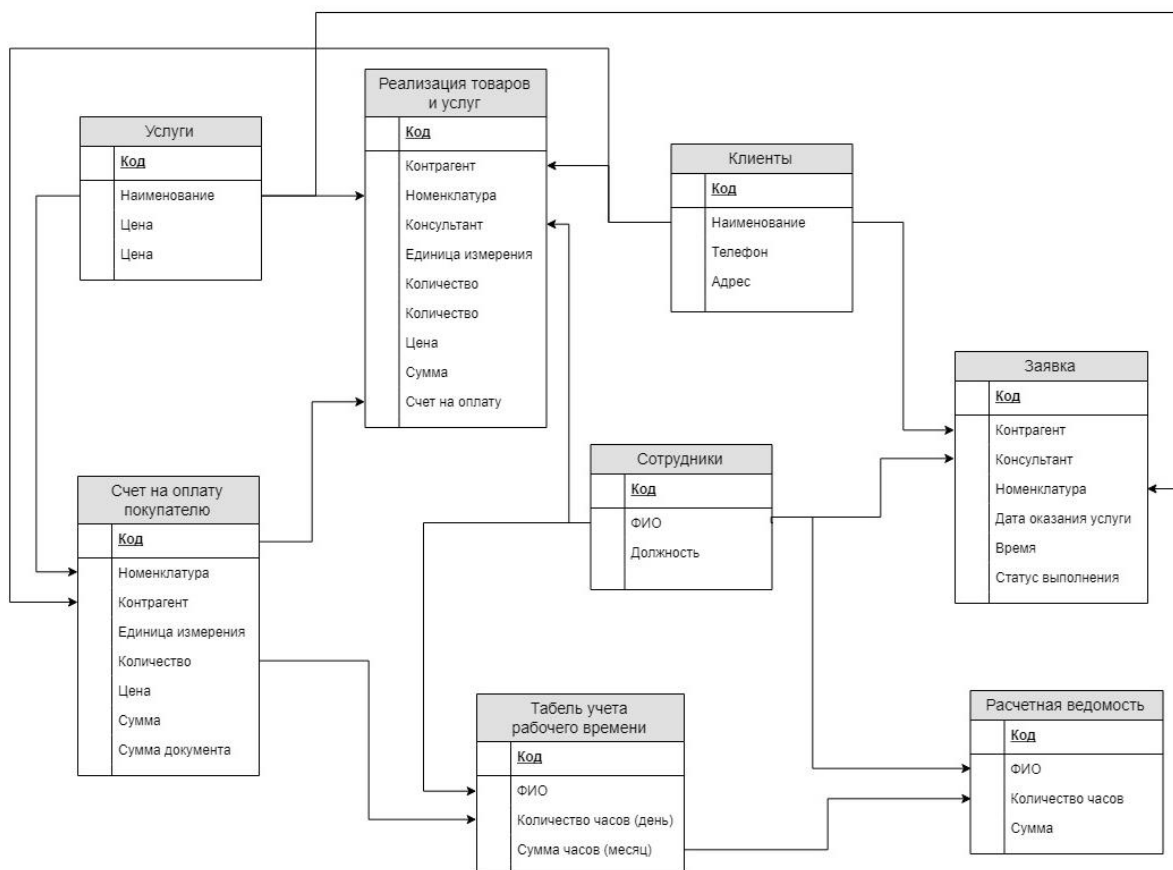 Услуги
Код
Наименование
Цена
Цена
Реализация товаров
и услуг
Код
Контрагент
Номенклатура
Консультант
Единица измерения
Количество
Количество
Цена
Сумма
Счет на оплату
Клиенты
Код
Наименование
Телефон
Адрес
Заявка
Код
Контрагент
Консультант
Номенклатура
Дата оказания услуги
Время
Статус выполнения
Сотрудники
Код
ФИО
Должность
Счет на оплату
покупателю
Код
Номенклатура
Контрагент
Единица измерения
Количество
Цена
Сумма
Сумма документа
Табель учета
рабочего времени
Код
ФИО
Количество часов (день)
Сумма часов (месяц)
Расчетная ведомость
Код
ФИО
Количество часов
Сумма